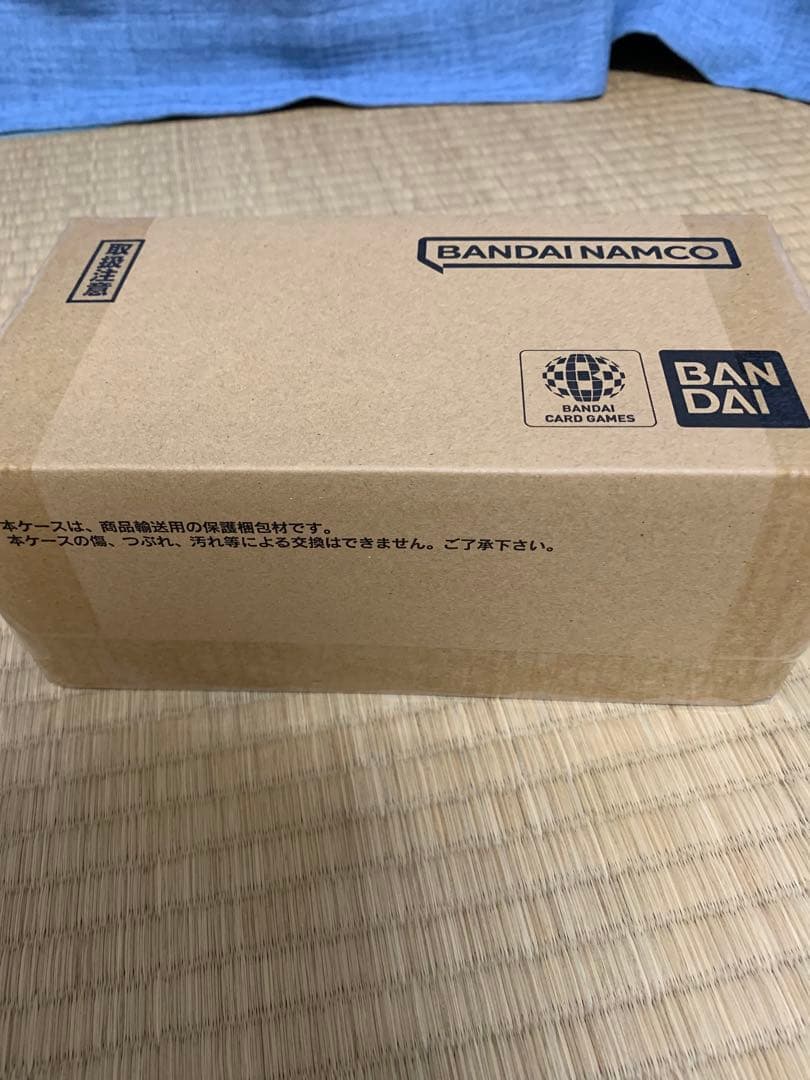 取扱注意
BANDAI NAMCO
BANDAI
CARD GAMES
BAN
DAI
本ケースは、商品輸送用の保護梱包材です。
本ケースの傷、つぶれ、汚れ等による交換はできません。ご了承下さい。